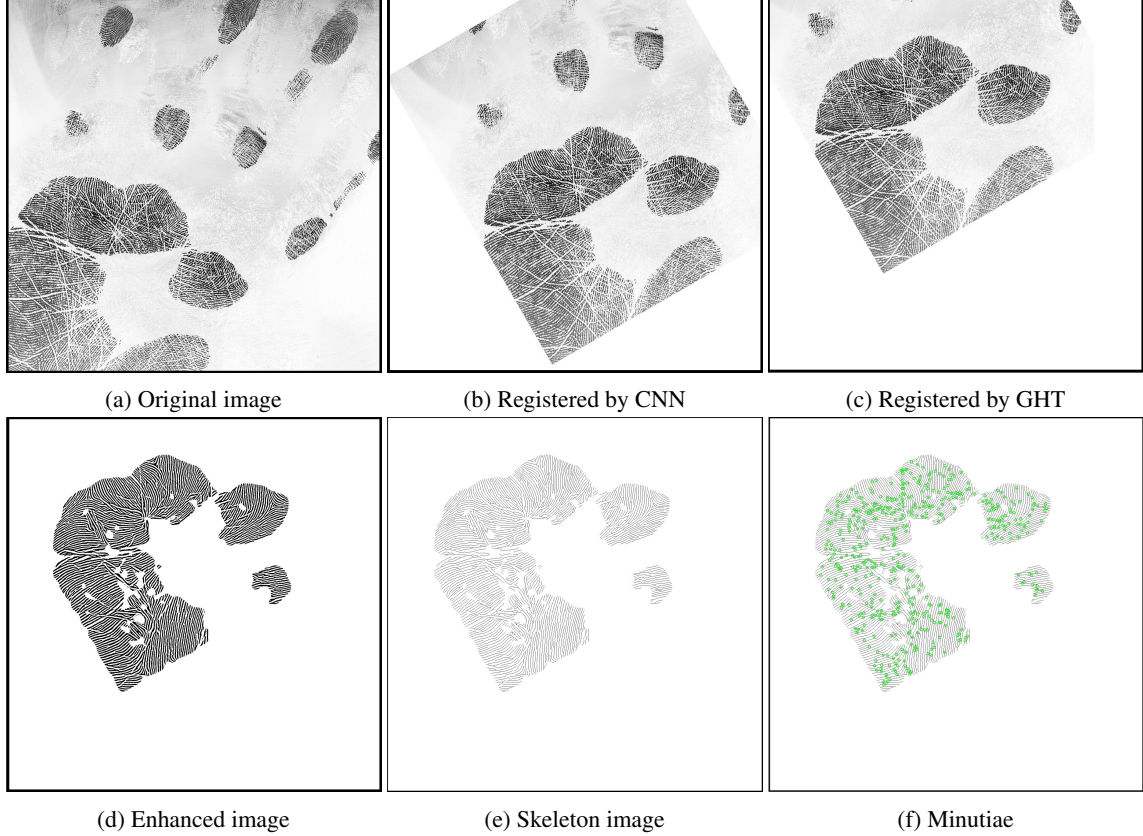 (a) Original image
(b) Registered by CNN
(c) Registered by GHT
(d) Enhanced image
(e) Skeleton image
(f) Minutiae